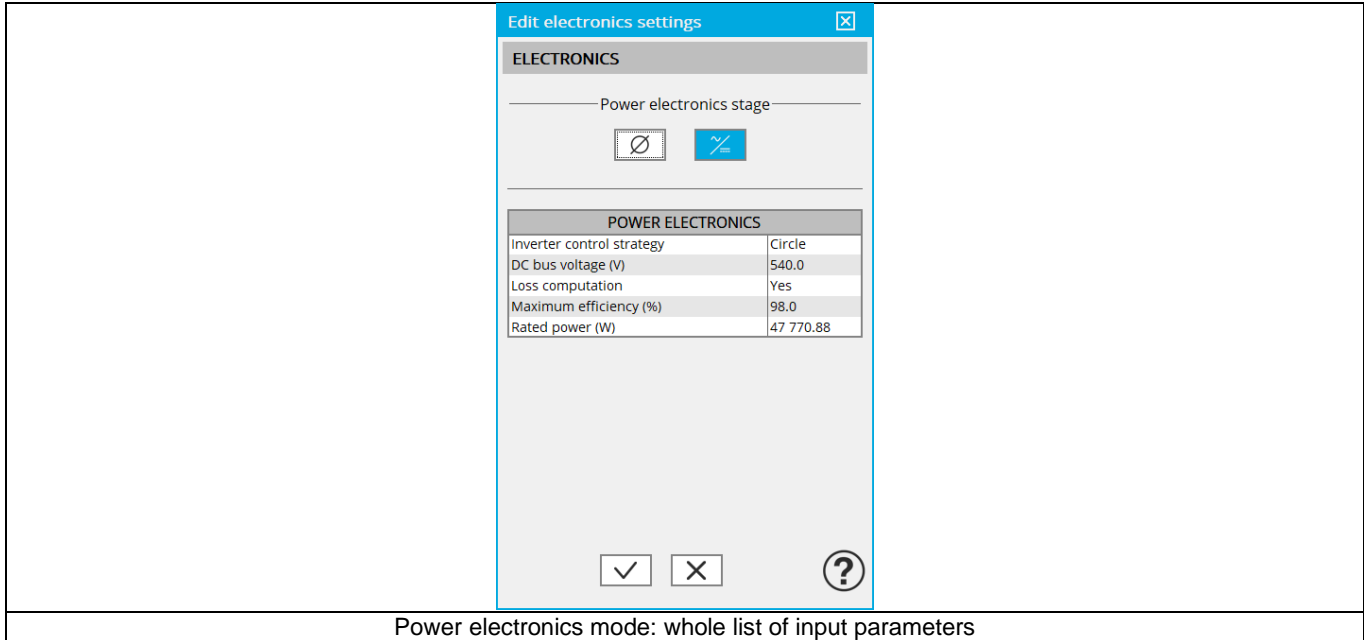 Edit electronics settings
ELECTRONICS
Power electronics stage
POWER ELECTRONICS
Inverter control strategy Circle
DC bus voltage (V) 540.0
Loss computation Yes
Maximum efficiency (%) 98.0
Rated power (W) 47 770.88
?
Power electronics mode: whole list of input parameters